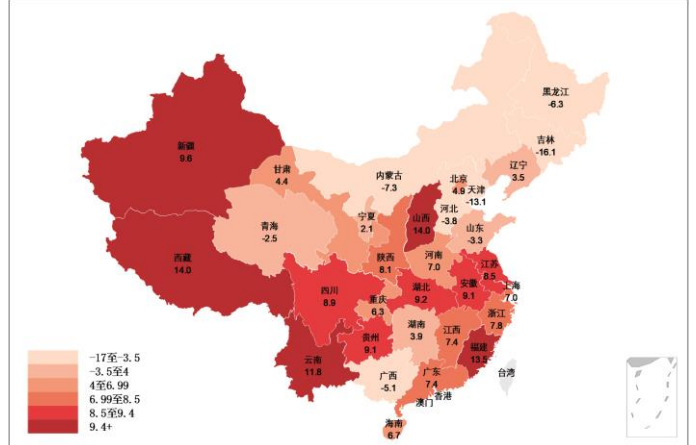 黑龙江
-6.3
吉林
-16.1
辽宁
3.5
新疆
9.6
甘肃
4.4
内蒙古
-7.3
北京
4.9
天津
-13.1
河北
-3.8
山西
14.0
宁夏
2.1
青海
-2.5
山东
-3.3
西藏
14.0
陕西
8.1
河南
7.0
江苏
8.5
安徽
9.1
上海
7.0
四川
8.9
重庆
6.3
湖北
9.2
浙江
7.8
湖南
3.9
江西
7.4
贵州
9.1
福建
13.5
云南
11.8
广西
-5.1
广东
7.4
香港
澳门
台湾
海南
6.7
-17至-3.5
-3.5至4
4至6.99
6.99至8.5
8.5至9.4
9.4+